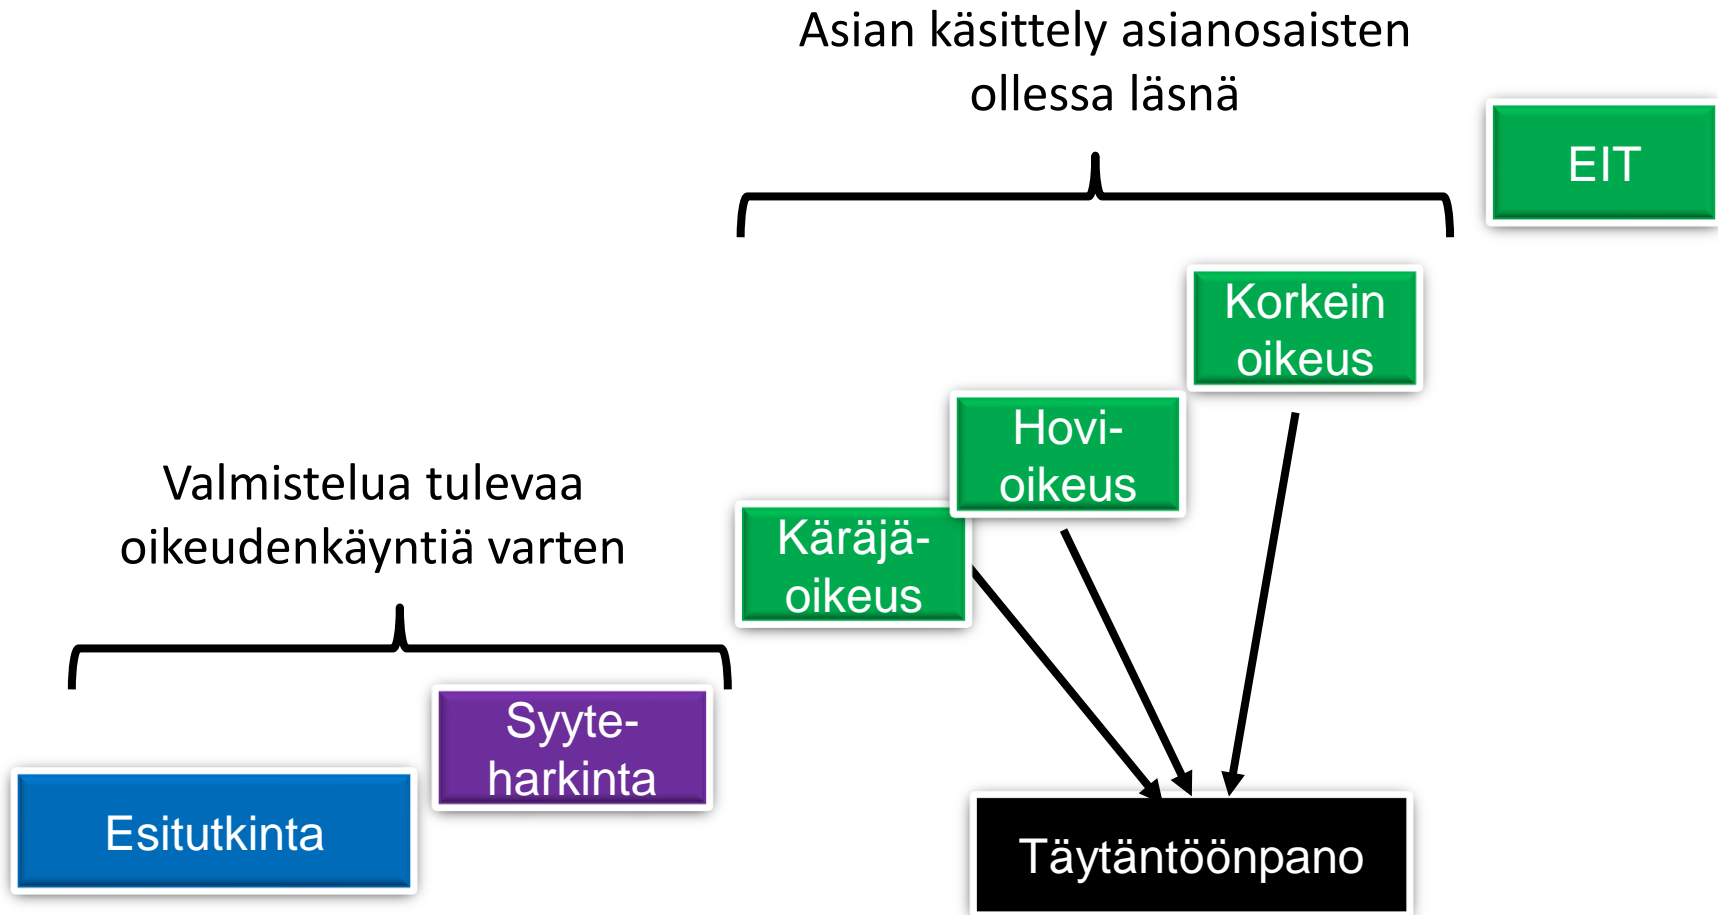 Asian käsittely asianosaisten
ollessa läsnä
EIT
Korkein
oikeus
Hovi-
oikeus
Valmistelua tulevaa
oikeudenkäyntiä varten
Käräjä-
oikeus
Syyte-
harkinta
Esitutkinta
Täytäntöönpano